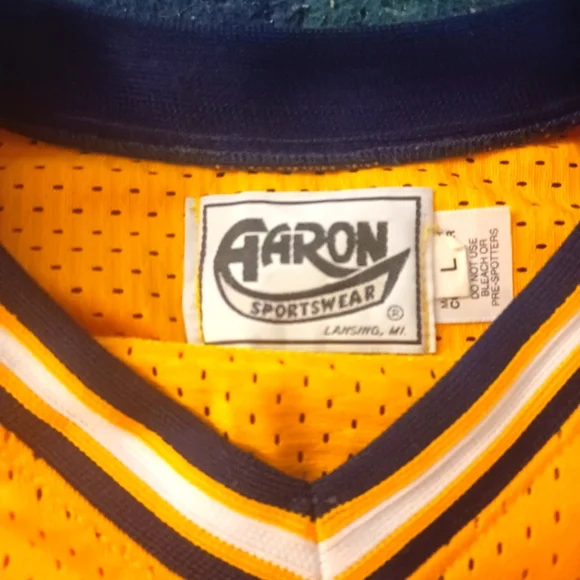 AARON
SPORTSWEAR
®
LANSING, MI.
L
DO NOT USE
BLEACH OR
PRE-SPOTTERS